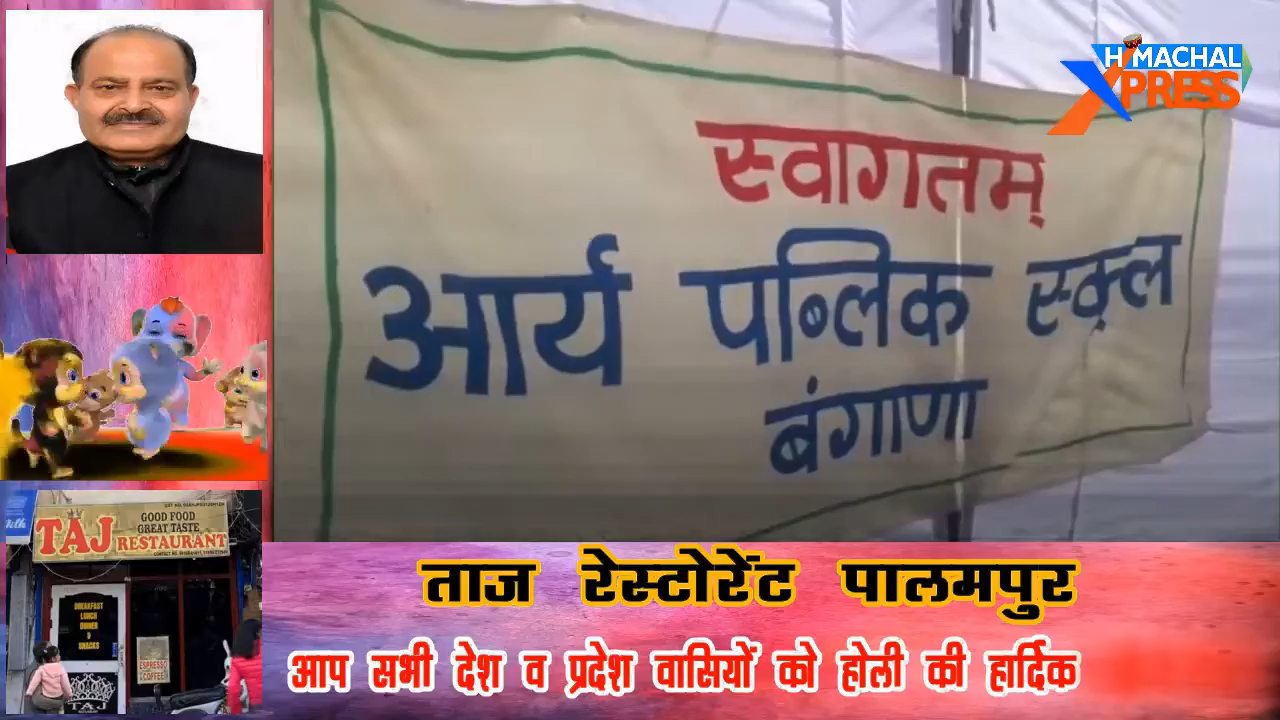 HIMACHAL
XPRESS
स्वागतम्
आर्य पब्लिक स्कूल
बंगाणा
TAJ
GOOD FOOD
GREAT TASTE
RESTAURANT
BREAKFAST
LUNCH
DINNER
&
SNACKS
ESPRESSO
COFFEE
TAJ
ताज रेस्टोरेंट पालमपुर
आप सभी देश व प्रदेश वासियों को होली की हार्दिक